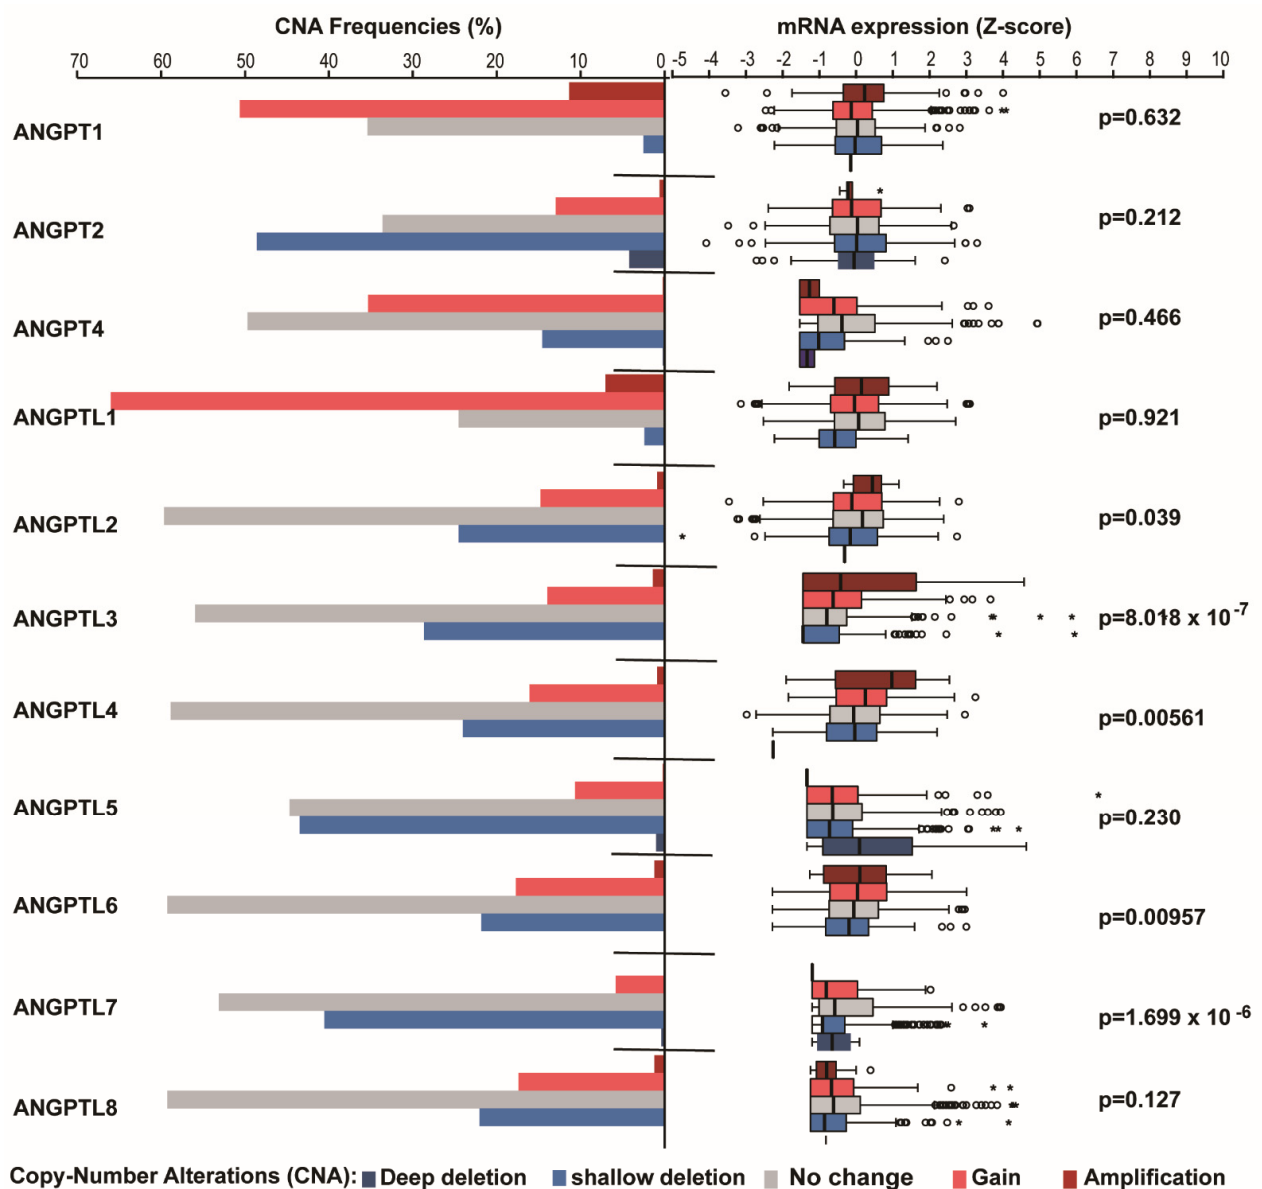 CNA Frequencies (%) mRNA expression (Z-score)
70 60 50 40 30 20 10 0 -5 -4 -3 -2 -1 0 1 2 3 4 5 6 7 8 9 10
ANGPT1 p=0.632
ANGPT2 p=0.212
ANGPT4 p=0.466
ANGPTL1 p=0.921
ANGPTL2 p=0.039
ANGPTL3 p=8.018 x 10 -7
ANGPTL4 p=0.00561
ANGPTL5 p=0.230
ANGPTL6 p=0.00957
ANGPTL7 p=1.699 x 10 -6
ANGPTL8 p=0.127
Copy-Number Alterations (CNA): Deep deletion shallow deletion No change Gain Amplification